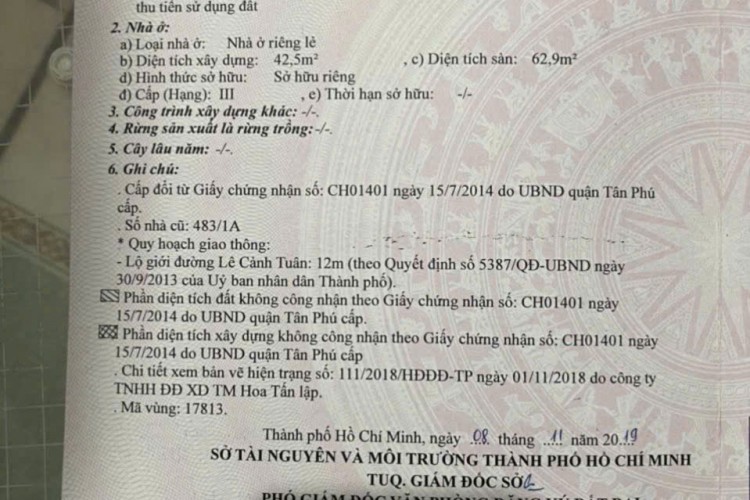 thu tiền sử dụng đất
2. Nhà ở:
a) Loại nhà ở: Nhà ở riêng lẻ
b) Diện tích xây dựng: 42,5m² , c) Diện tích sàn: 62,9m²
d) Hình thức sở hữu: Sở hữu riêng
đ) Cấp (Hạng): III , e) Thời hạn sở hữu: -/-
3. Công trình xây dựng khác: -/-.
4. Rừng sản xuất là rừng trồng: -/-.
5. Cây lâu năm: -/-.
6. Ghi chú:
. Cấp đổi từ Giấy chứng nhận số: CH01401 ngày 15/7/2014 do UBND quận Tân Phú
cấp.
. Số nhà cũ: 483/1A
* Quy hoạch giao thông:
- Lộ giới đường Lê Cảnh Tuân: 12m (theo Quyết định số 5387/QĐ-UBND ngày
30/9/2013 của Uỷ ban nhân dân Thành phố).
Phần diện tích đất không công nhận theo Giấy chứng nhận số: CH01401 ngày
15/7/2014 do UBND quận Tân Phú cấp.
Phần diện tích xây dựng không công nhận theo Giấy chứng nhận số: CH01401 ngày
15/7/2014 do UBND quận Tân Phú cấp
. Chi tiết xem bản vẽ hiện trạng số: 111/2018/HĐĐĐ-TP ngày 01/11/2018 do công ty
TNHH ĐĐ XD TM Hoa Tấn lập.
. Mã vùng: 17813.
Thành phố Hồ Chí Minh, ngày 08 tháng 11 năm 2019
SỞ TÀI NGUYÊN VÀ MÔI TRƯỜNG THÀNH PHỐ HỒ CHÍ MINH
TUQ. GIÁM ĐỐC SỞ
PHÓ GIÁM ĐỐC VĂN PHÒNG ĐĂNG KÝ ĐẤT ĐAI